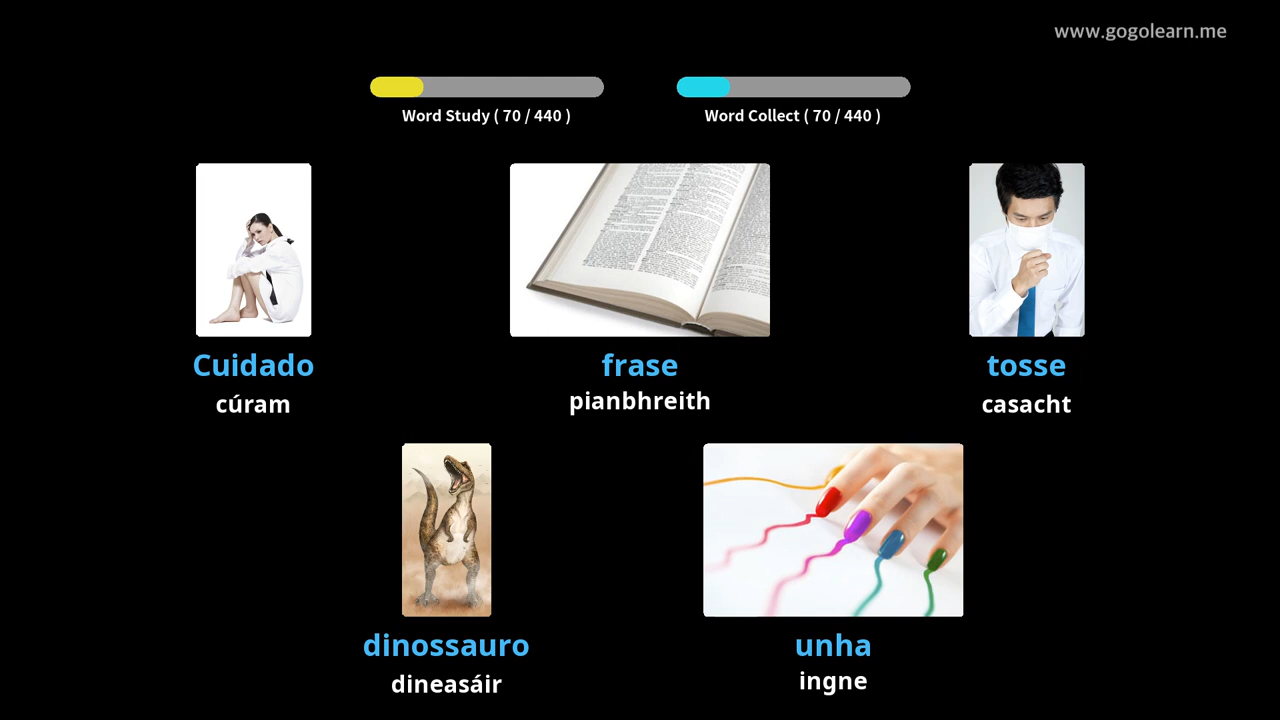 www.gogolearn.me
Word Study ( 70 / 440 )
Word Collect ( 70 / 440 )
Cuidado
cúram
frase
pianbhreith
tosse
casacht
dinossauro
dineasáir
unha
ingne